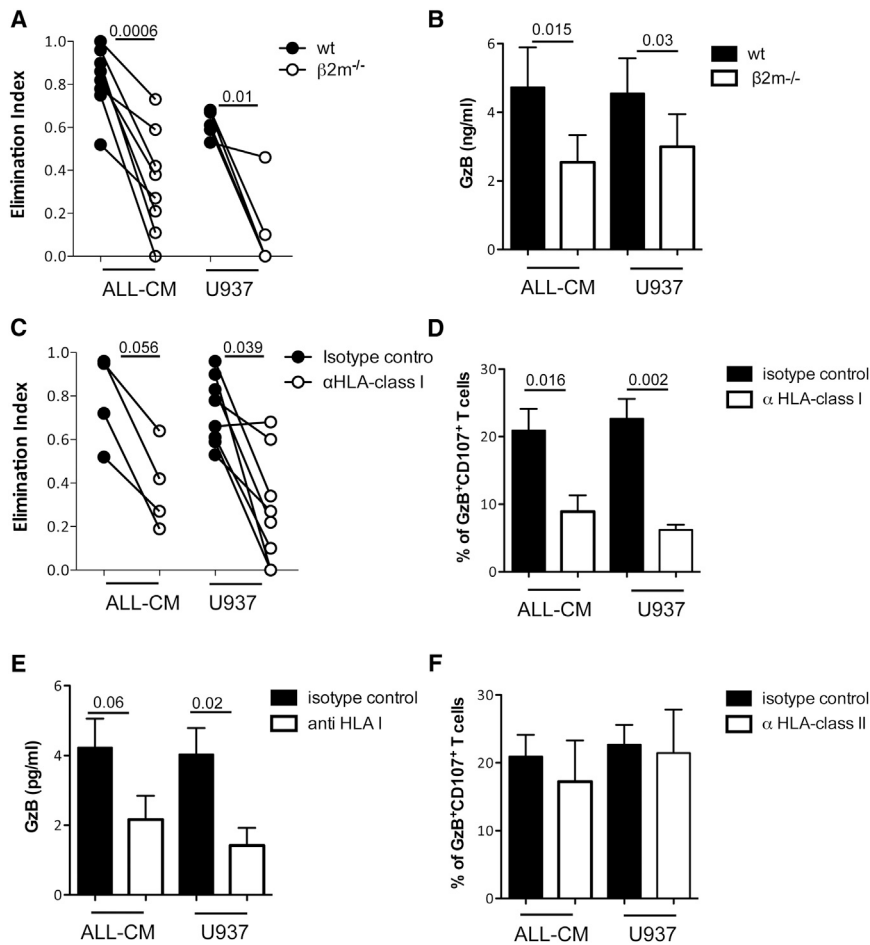 A
Elimination Index
1.0
0.8
0.6
0.4
0.2
0.0
0.0006
0.01
wt
β2m-/-
ALL-CM
U937
B
GzB (ng/ml)
6
4
2
0
0.015
0.03
wt
β2m-/-
ALL-CM
U937
C
Elimination Index
1.0
0.8
0.6
0.4
0.2
0.0
0.056
0.039
Isotype contro
αHLA-class I
ALL-CM
U937
D
% of GzB+CD107+ T cells
30
20
10
0
0.016
0.002
isotype control
α HLA-class I
ALL-CM
U937
E
GzB (pg/ml)
6
4
2
0
0.06
0.02
isotype control
anti HLA I
ALL-CM
U937
F
% of GzB+CD107+ T cells
30
20
10
0
isotype control
α HLA-class II
ALL-CM
U937